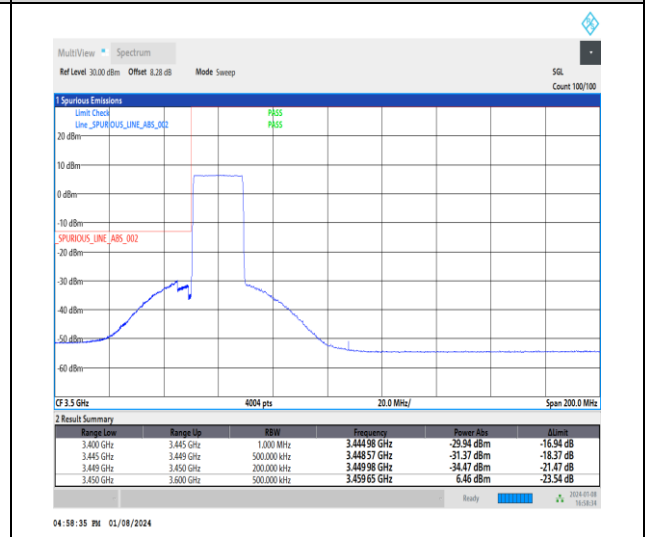 MultiView Spectrum
Ref Level 30.00 dBm Offset 8.28 dB Mode Sweep SGL
Count 100/100
1 Spurious Emissions
Limit Check PASS
Line _SPURIOUS_LINE_ABS_002 PASS
20 dBm
10 dBm
0 dBm
-10 dBm
_SPURIOUS_LINE_ABS_002
-20 dBm
-30 dBm
-40 dBm
-50 dBm
-60 dBm
CF 3.5 GHz 4004 pts 20.0 MHz/ Span 200.0 MHz
2 Result Summary
Range Low Range Up RBW Frequency Power Abs ΔLimit
3.400 GHz 3.445 GHz 1.000 MHz 3.444 98 GHz -29.94 dBm -16.94 dB
3.445 GHz 3.449 GHz 500.000 kHz 3.448 57 GHz -31.37 dBm -18.37 dB
3.449 GHz 3.450 GHz 200.000 kHz 3.449 98 GHz -34.47 dBm -21.47 dB
3.450 GHz 3.600 GHz 500.000 kHz 3.459 65 GHz 6.46 dBm -23.54 dB
Ready 2024-01-08
16:58:34
04:58:35 PM 01/08/2024